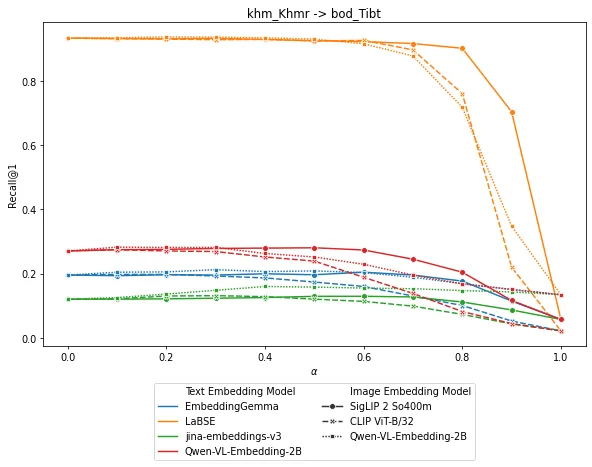 khm_Khmr -> bod_Tibt
Recall@1
0.8
0.6
0.4
0.2
0.0
0.0 0.2 0.4 0.6 0.8 1.0
α
Text Embedding Model
EmbeddingGemma
LaBSE
jina-embeddings-v3
Qwen-VL-Embedding-2B
Image Embedding Model
SigLIP 2 So400m
CLIP ViT-B/32
Qwen-VL-Embedding-2B